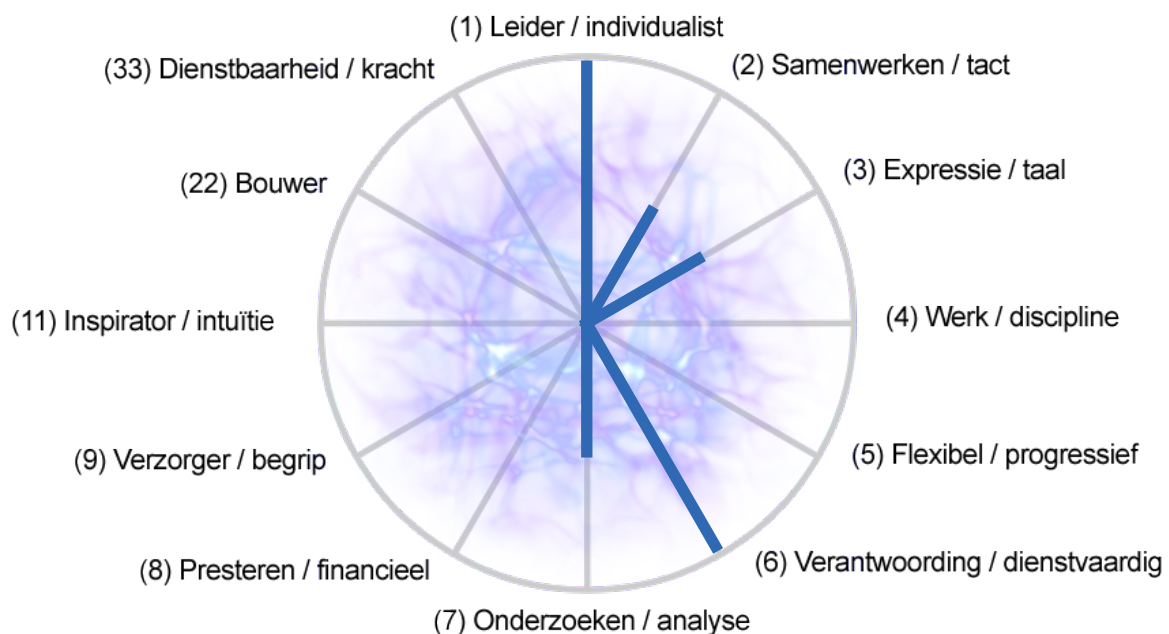 (1) Leider / individualist
(2) Samenwerken / tact
(3) Expressie / taal
(4) Werk / discipline
(5) Flexibel / progressief
(6) Verantwoording / dienstvaardig
(7) Onderzoeken / analyse
(8) Presteren / financieel
(9) Verzorger / begrip
(11) Inspirator / intuïtie
(22) Bouwer
(33) Dienstbaarheid / kracht